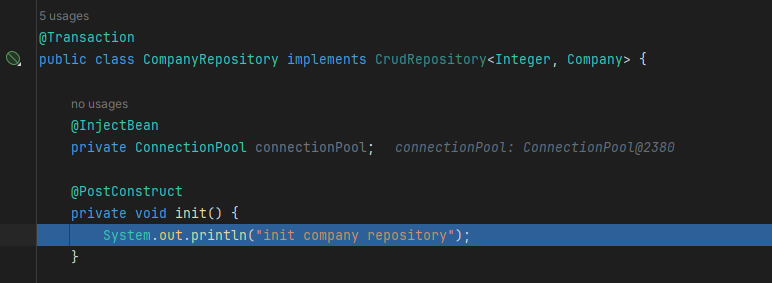 5 usages
@Transaction
public class CompanyRepository implements CrudRepository<Integer, Company> {
no usages
@InjectBean
private ConnectionPool connectionPool;   connectionPool: ConnectionPool@2380
@PostConstruct
private void init() {
System.out.println("init company repository");
}